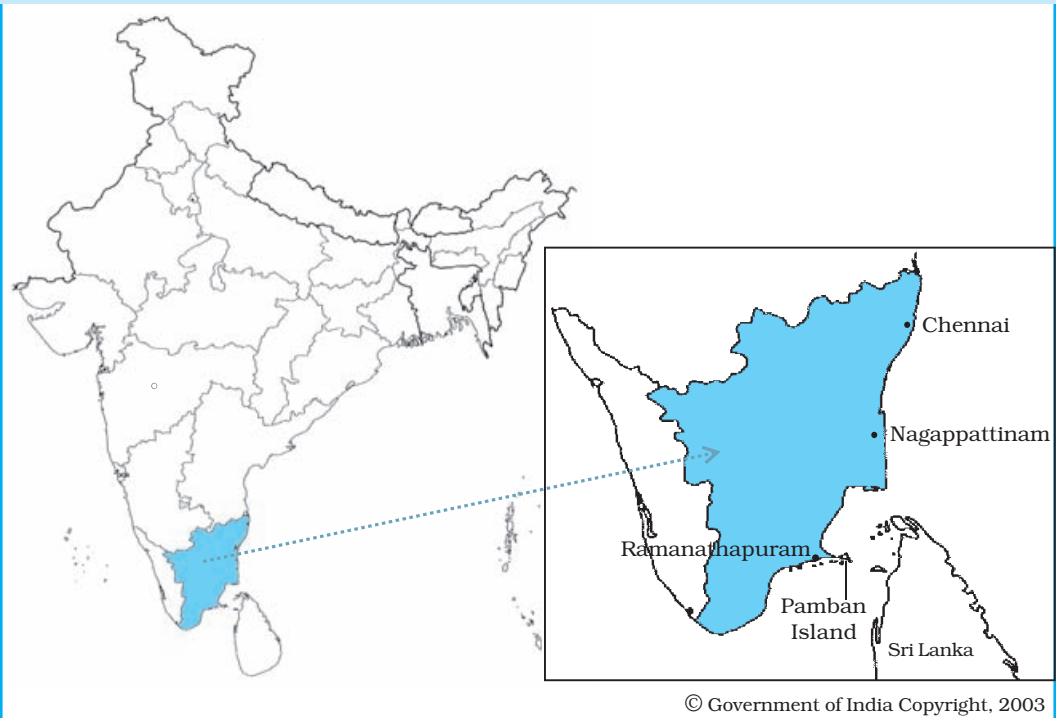 Chennai
Nagappattinam
Ramanathapuram
Pamban
Island
Sri Lanka
© Government of India Copyright, 2003